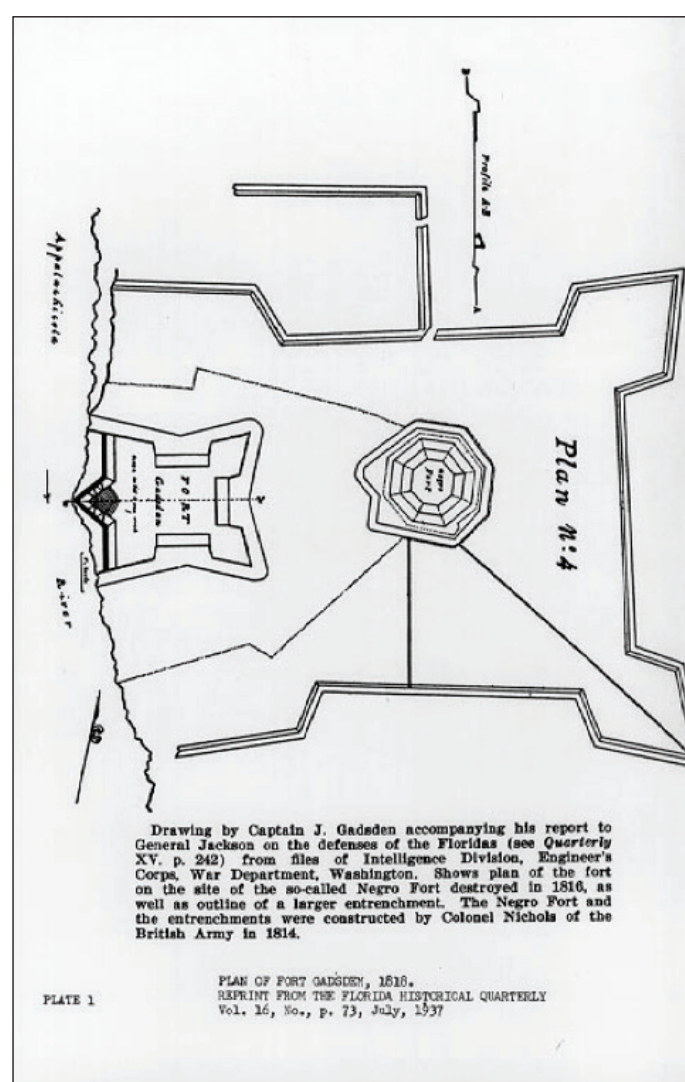 Profile A.B
B
A
Appalachicola
River
FORT
Gadsden
Negro
Fort
Plan No. 4
Drawing by Captain J. Gadsden accompanying his report to
General Jackson on the defenses of the Floridas (see Quarterly
XV. p. 242) from files of Intelligence Division, Engineer's
Corps, War Department, Washington. Shows plan of the fort
on the site of the so-called Negro Fort destroyed in 1816, as
well as outline of a larger entrenchment. The Negro Fort and
the entrenchments were constructed by Colonel Nichols of the
British Army in 1814.
PLATE 1
PLAN OF FORT GADSDEN, 1818.
REPRINT FROM THE FLORIDA HISTORICAL QUARTERLY
Vol. 16, No., p. 73, July, 1937